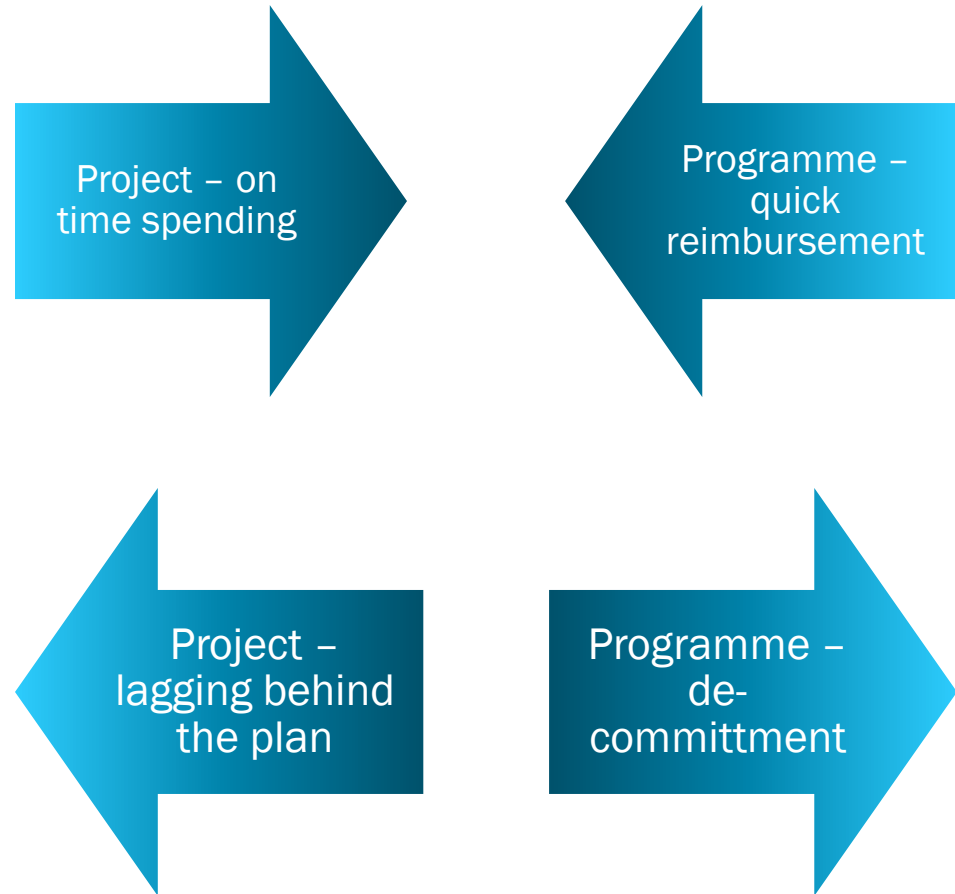 Project – on
time spending
Programme –
quick
reimbursement
Project –
lagging behind
the plan
Programme –
de-
committment